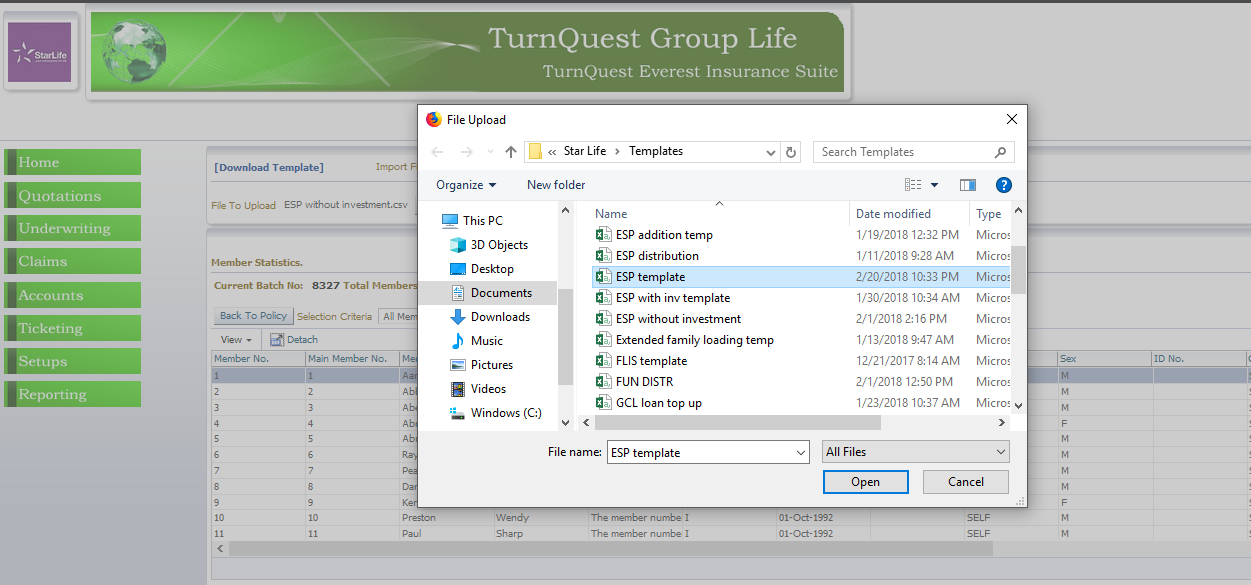 StarLife
TurnQuest Group Life
TurnQuest Everest Insurance Suite
Home
Quotations
Underwriting
Claims
Accounts
Ticketing
Setups
Reporting
[Download Template] Import Fi
File To Upload ESP without investment.csv
Member Statistics.
Current Batch No: 8327 Total Members
Back To Policy Selection Criteria All Mem
View Detach
Member No. Main Member No. Me Sex ID No.
1 1 Aar M
2 2 Abl M
3 3 Abe M
4 4 Abr F
5 5 Abu M
6 6 Ray M
7 7 Pea M
8 8 Dar M
9 9 Ker F
10 10 Preston Wendy The member numbe I 01-Oct-1992 SELF M
11 11 Paul Sharp The member numbe I 01-Oct-1992 SELF M
File Upload
« Star Life › Templates
Search Templates
Organize New folder
This PC
3D Objects
Desktop
Documents
Downloads
Music
Pictures
Videos
Windows (C:)
Name Date modified Type
ESP addition temp 1/19/2018 12:32 PM Micros
ESP distribution 1/11/2018 9:28 AM Micros
ESP template 2/20/2018 10:33 PM Micros
ESP with inv template 1/30/2018 10:34 AM Micros
ESP without investment 2/1/2018 2:16 PM Micros
Extended family loading temp 1/13/2018 9:47 AM Micros
FLIS template 12/21/2017 8:14 AM Micros
FUN DISTR 2/1/2018 12:50 PM Micros
GCL loan top up 1/23/2018 10:37 AM Micros
File name: ESP template All Files
Open Cancel